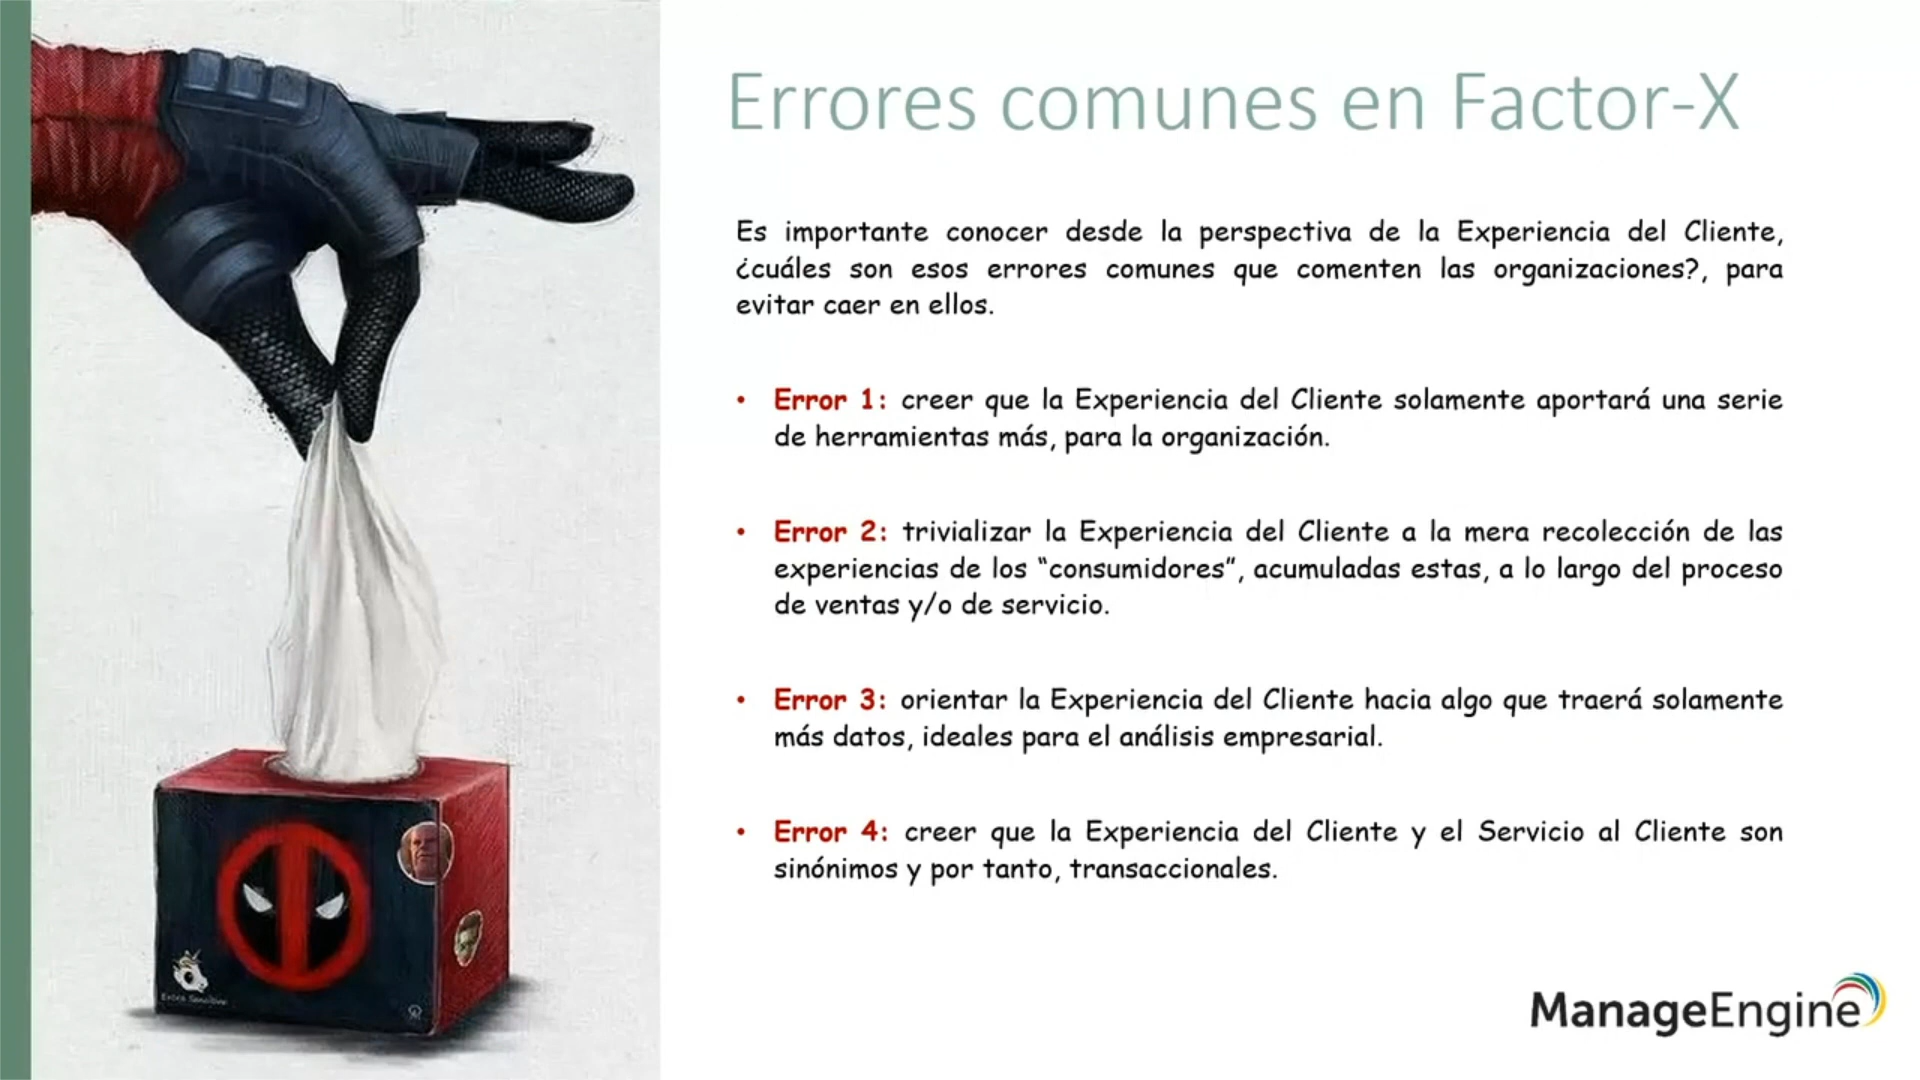 Errores comunes en Factor-X
Es importante conocer desde la perspectiva de la Experiencia del Cliente,
¿cuáles son esos errores comunes que comenten las organizaciones?, para
evitar caer en ellos.
• Error 1: creer que la Experiencia del Cliente solamente aportará una serie
de herramientas más, para la organización.
• Error 2: trivializar la Experiencia del Cliente a la mera recolección de las
experiencias de los “consumidores”, acumuladas estas, a lo largo del proceso
de ventas y/o de servicio.
• Error 3: orientar la Experiencia del Cliente hacia algo que traerá solamente
más datos, ideales para el análisis empresarial.
• Error 4: creer que la Experiencia del Cliente y el Servicio al Cliente son
sinónimos y por tanto, transaccionales.
Extra Sensitive
ManageEngine